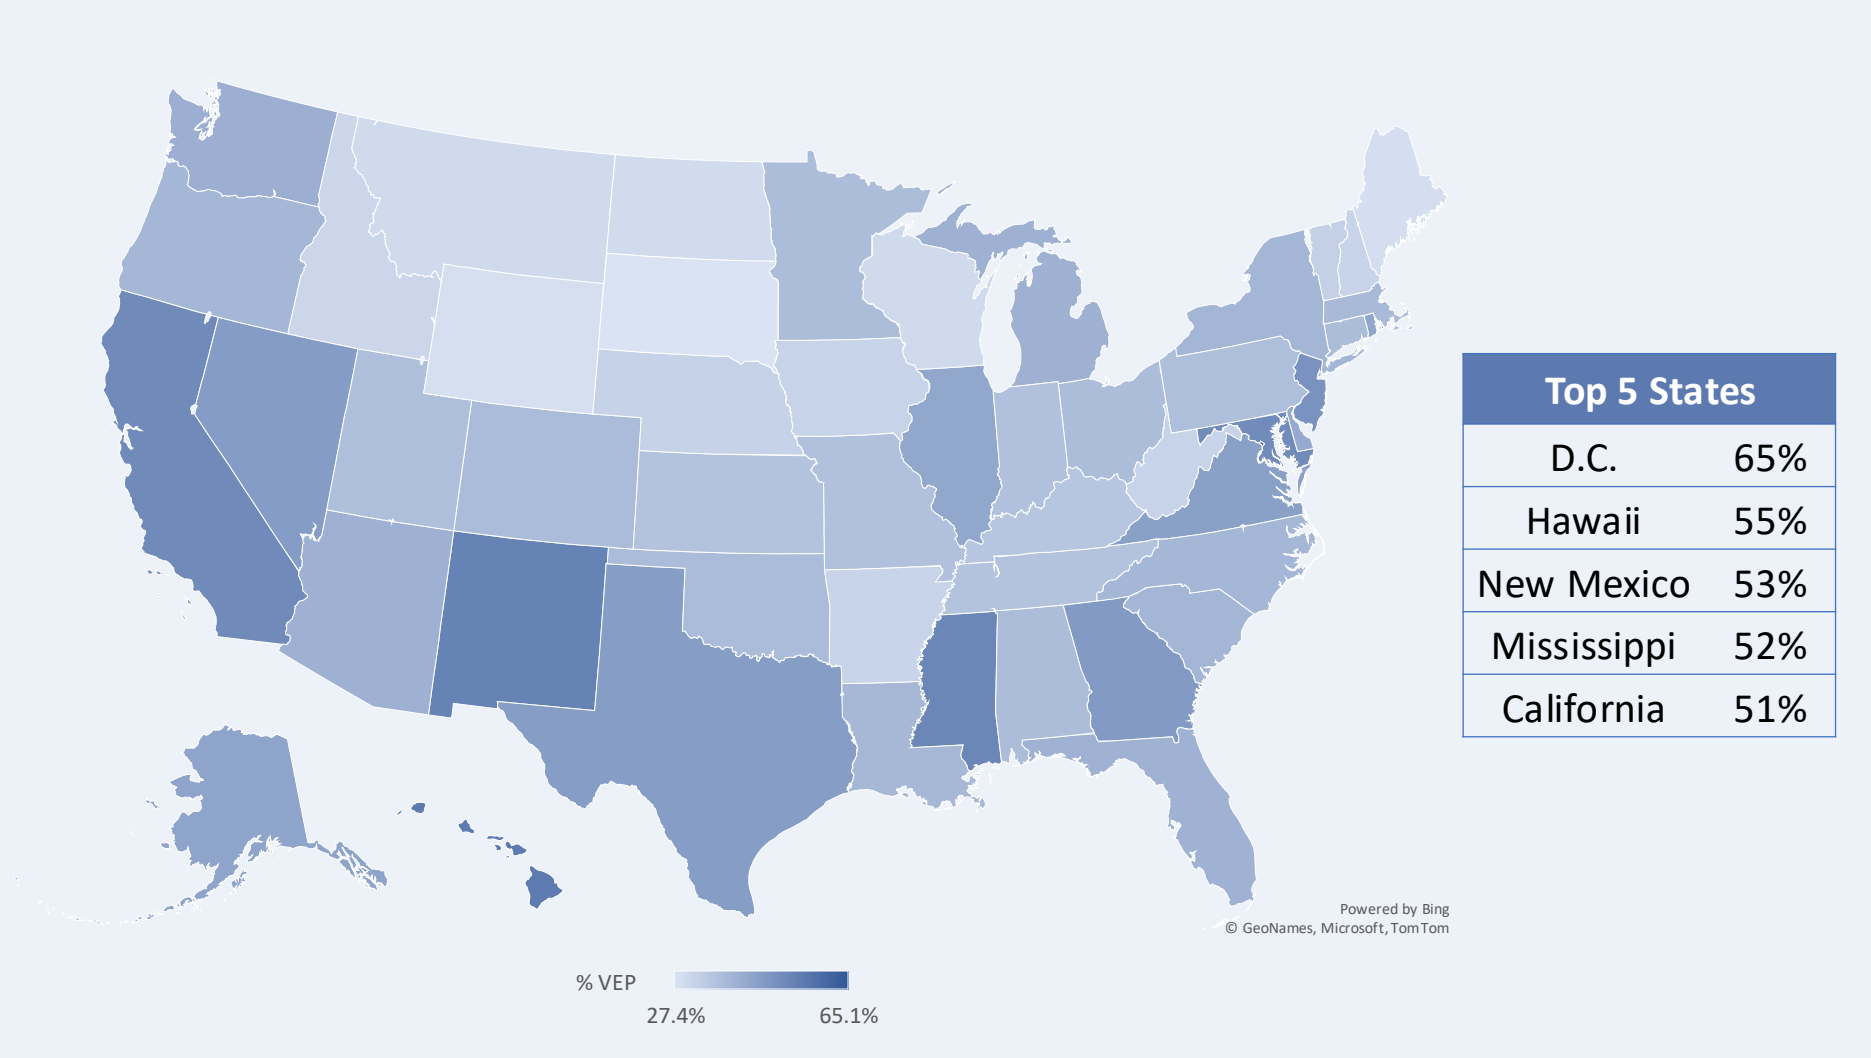 Top 5 States
D.C. 65%
Hawaii 55%
New Mexico 53%
Mississippi 52%
California 51%
Powered by Bing
© GeoNames, Microsoft, TomTom
% VEP
27.4% 65.1%